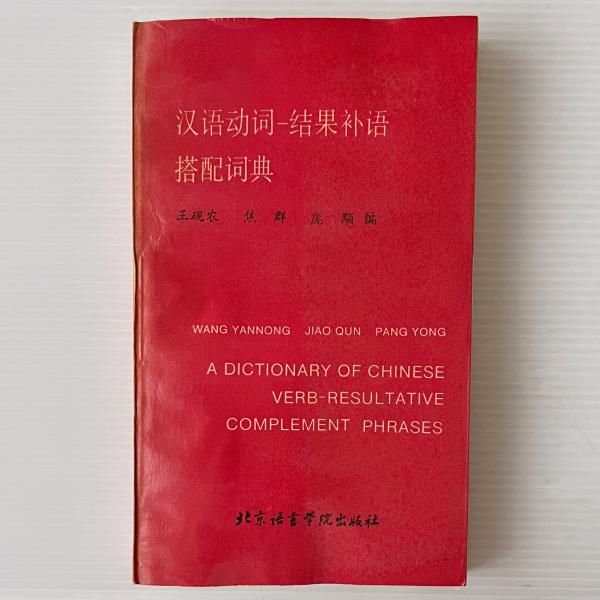 汉语动词-结果补语
搭配词典
王砚农 焦群 庞颙 编
WANG YANNONG JIAO QUN PANG YONG
A DICTIONARY OF CHINESE
VERB-RESULTATIVE
COMPLEMENT PHRASES
北京语言学院出版社